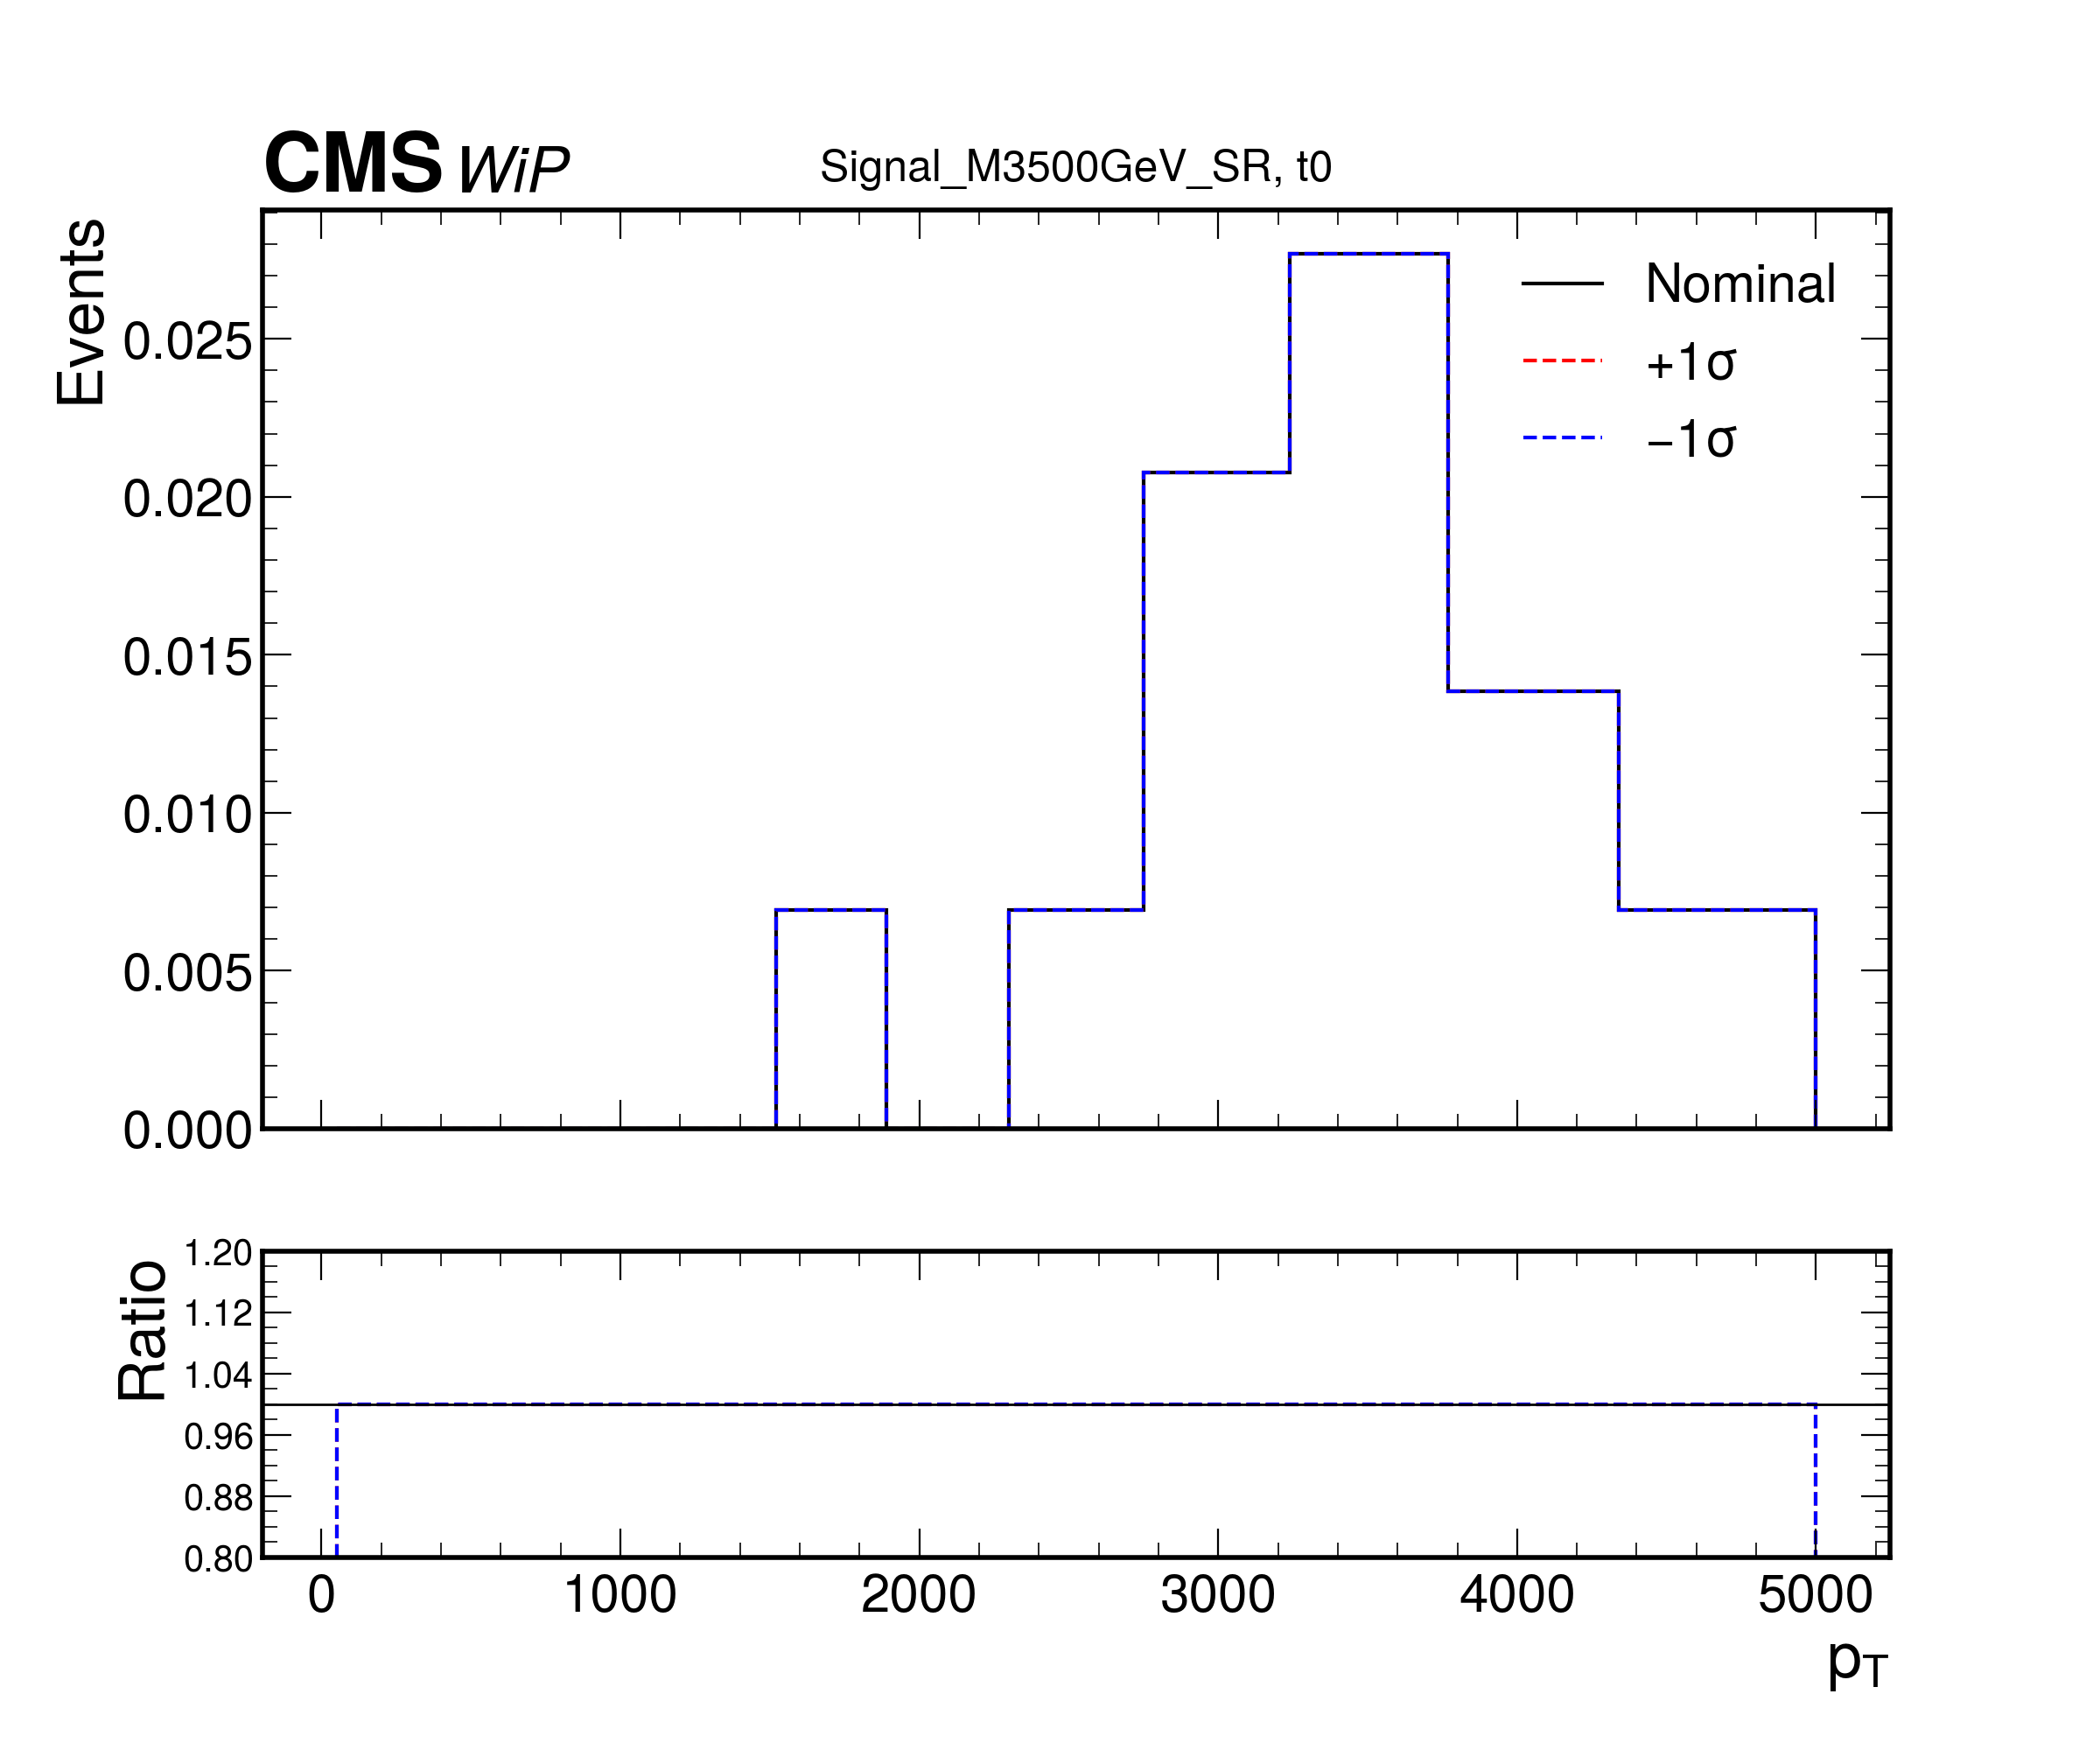 CMS WiP
Signal_M3500GeV_SR, t0
Events
0.025
0.020
0.015
0.010
0.005
0.000
Nominal
+1σ
−1σ
Ratio
1.20
1.12
1.04
0.96
0.88
0.80
0 1000 2000 3000 4000 5000
pT